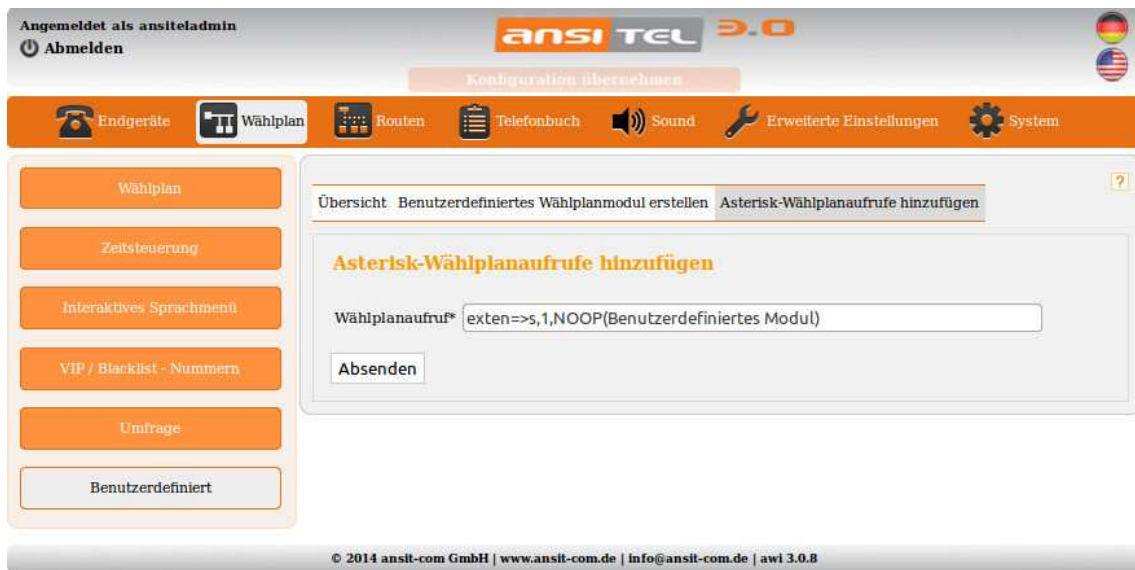 Angemeldet als ansiteladmin
Abmelden
ansi TEL 3.0
Konfiguration übernehmen
Endgeräte Wählplan Routen Telefonbuch Sound Erweiterte Einstellungen System
Wählplan
Zeitsteuerung
Interaktives Sprachmenü
VIP / Blacklist - Nummern
Umfrage
Benutzerdefiniert
?
Übersicht Benutzerdefiniertes Wählplanmodul erstellen Asterisk-Wählplanaufrufe hinzufügen
Asterisk-Wählplanaufrufe hinzufügen
Wählplanaufruf* exten=>s,1,NOOP(Benutzerdefiniertes Modul)
Absenden
© 2014 ansit-com GmbH | www.ansit-com.de | info@ansit-com.de | awi 3.0.8